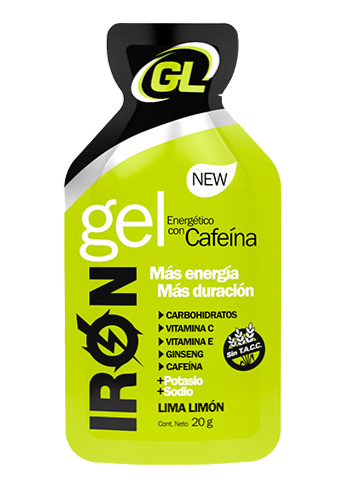 GL
NEW
gel
Energético
con Cafeína
IRON
Más energía
Más duración
CARBOHIDRATOS
VITAMINA C
VITAMINA E
GINSENG
CAFEÍNA
+Potasio
+Sodio
Sin T.A.C.C.
LIMA LIMÓN
Cont. Neto 20 g